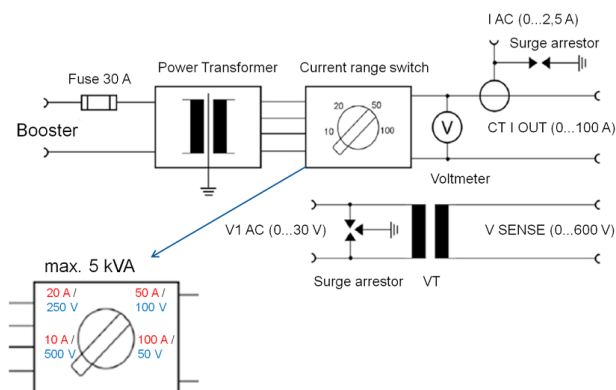 I AC (0...2,5 A)
Surge arrestor
Fuse 30 A
Power Transformer
Current range switch
20
50
10
100
Booster
V
CT I OUT (0...100 A)
Voltmeter
V1 AC (0...30 V)
V SENSE (0...600 V)
Surge arrestor
VT
max. 5 kVA
20 A /
250 V
50 A /
100 V
10 A /
500 V
100 A /
50 V